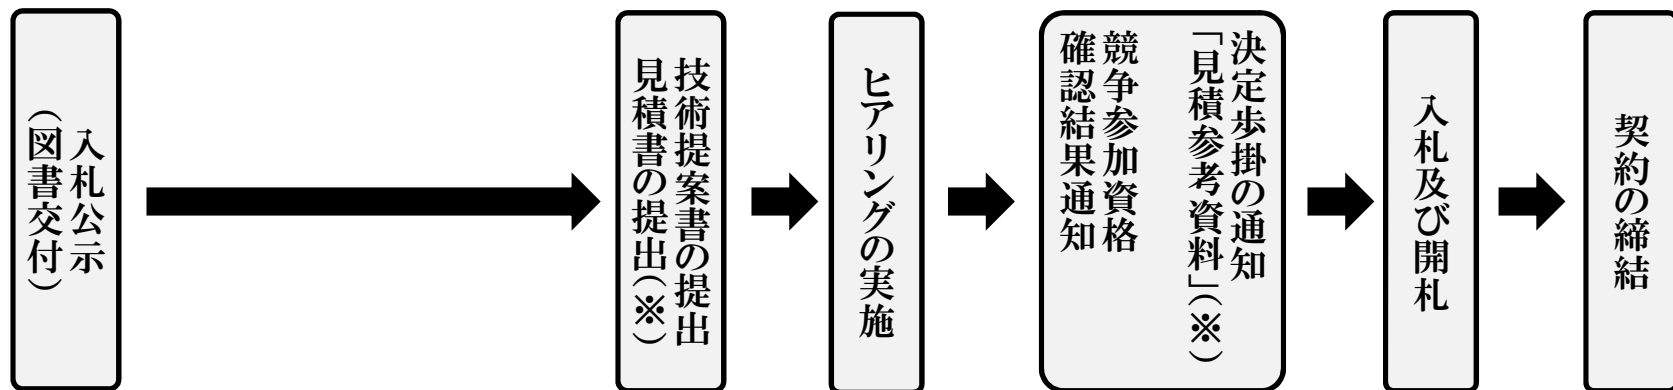 入札公示
（図書交付）
技術提案書の提出
見積書の提出（※）
ヒアリングの実施
決定歩掛の通知
「見積参考資料」（※）
競争参加資格
確認結果通知
入札及び開札
契約の締結